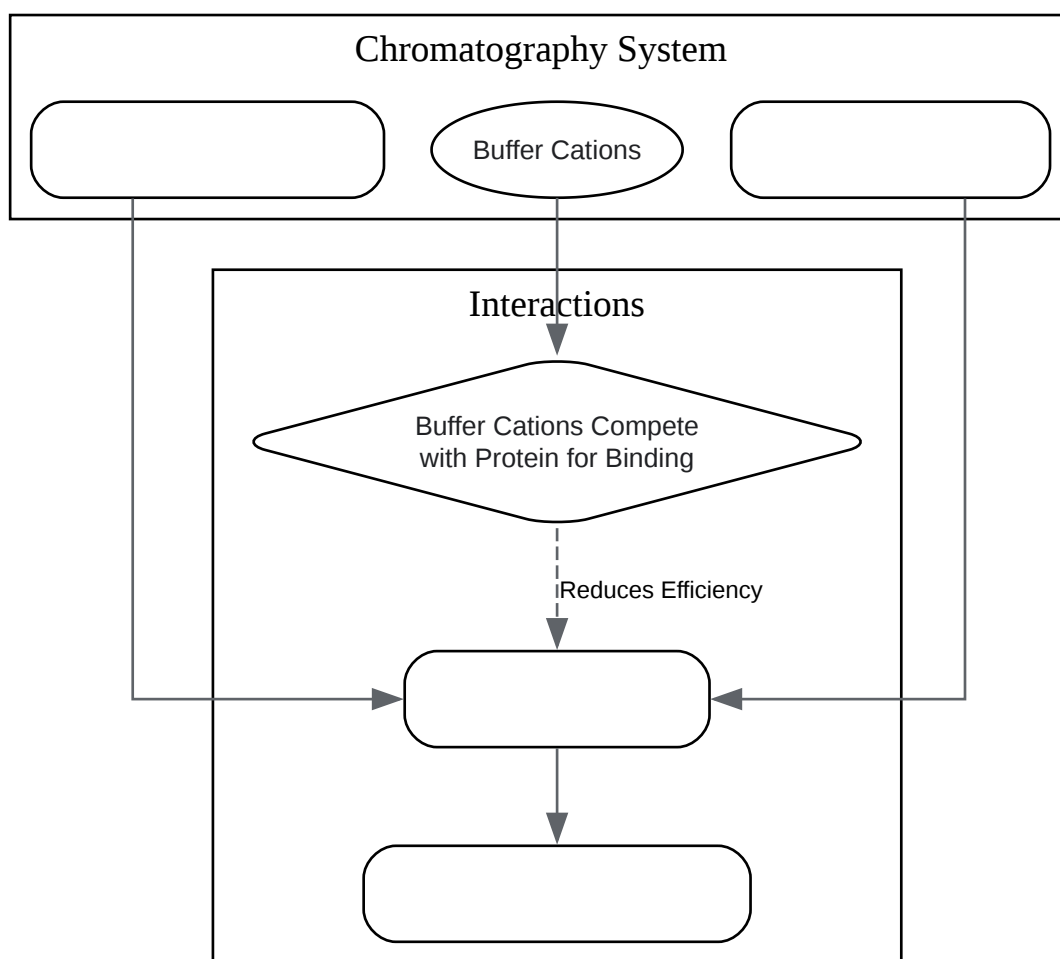 Chromatography System
Buffer Cations
Interactions
Buffer Cations Compete
with Protein for Binding
Reduces Efficiency